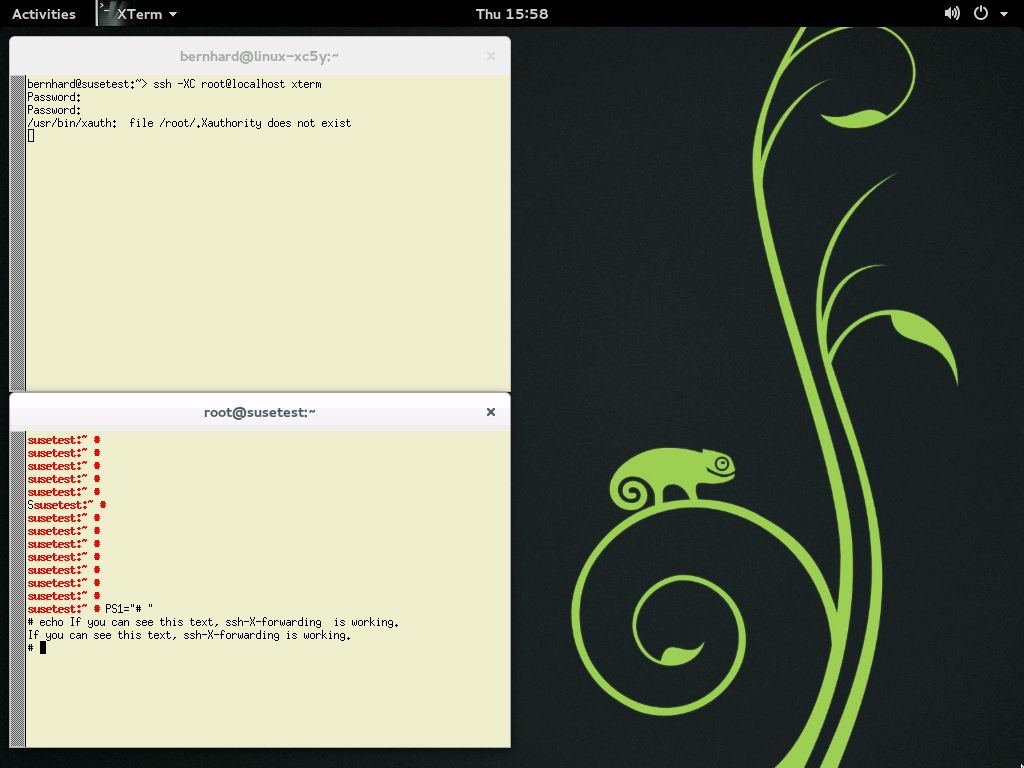 Activities XTerm Thu 15:58
bernhard@linux-xc5y:~
bernhard@susetest:~> ssh -XC root@localhost xterm
Password:
Password:
/usr/bin/xauth:  file /root/.Xauthority does not exist
root@susetest:~
susetest:~ #
susetest:~ #
susetest:~ #
susetest:~ #
susetest:~ #
Ssusetest:~ #
susetest:~ #
susetest:~ #
susetest:~ #
susetest:~ #
susetest:~ #
susetest:~ #
susetest:~ #
susetest:~ # PS1="# "
# echo If you can see this text, ssh-X-forwarding  is working.
If you can see this text, ssh-X-forwarding is working.
#